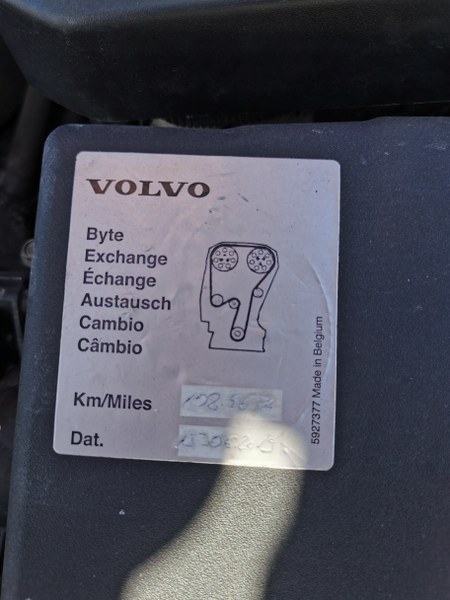 VOLVO
Byte
Exchange
Échange
Austausch
Cambio
Câmbio
Km/Miles
Dat.
5927377 Made in Belgium